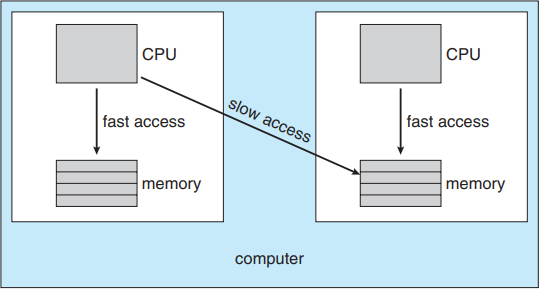 CPU
fast access
memory
slow access
CPU
fast access
memory
computer